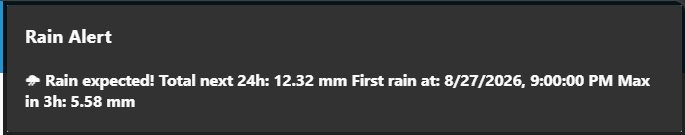 Rain Alert
🌩 Rain expected! Total next 24h: 12.32 mm First rain at: 8/27/2026, 9:00:00 PM Max
in 3h: 5.58 mm